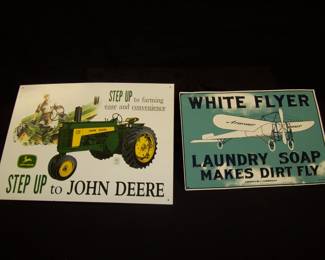 STEP UP to farming
ease and convenience
STEP UP to JOHN DEERE
WHITE FLYER
LAUNDRY SOAP
MAKES DIRT FLY